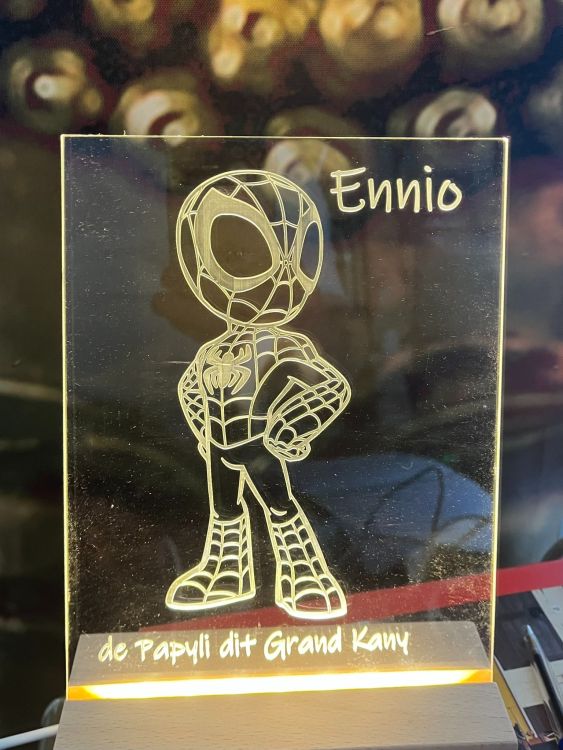 Ennio
de Papyli dit Grand Kany